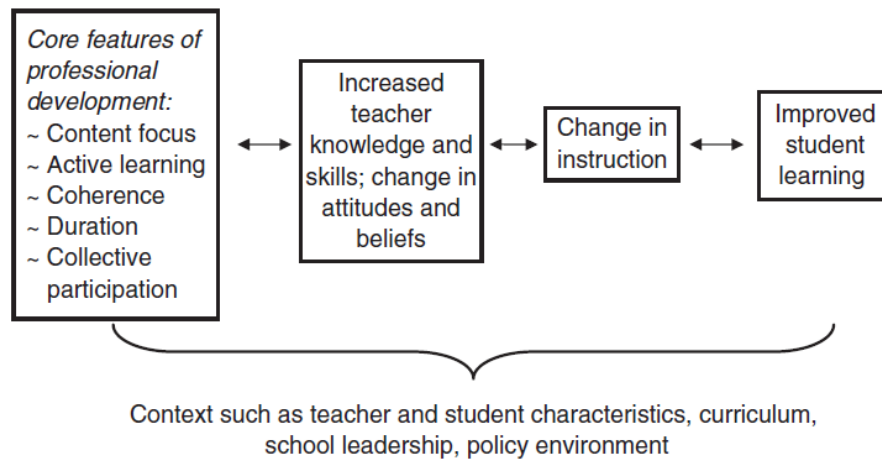 Core features of
professional
development:
~ Content focus
~ Active learning
~ Coherence
~ Duration
~ Collective
participation
Increased
teacher
knowledge and
skills; change in
attitudes and
beliefs
Change in
instruction
Improved
student
learning
Context such as teacher and student characteristics, curriculum,
school leadership, policy environment